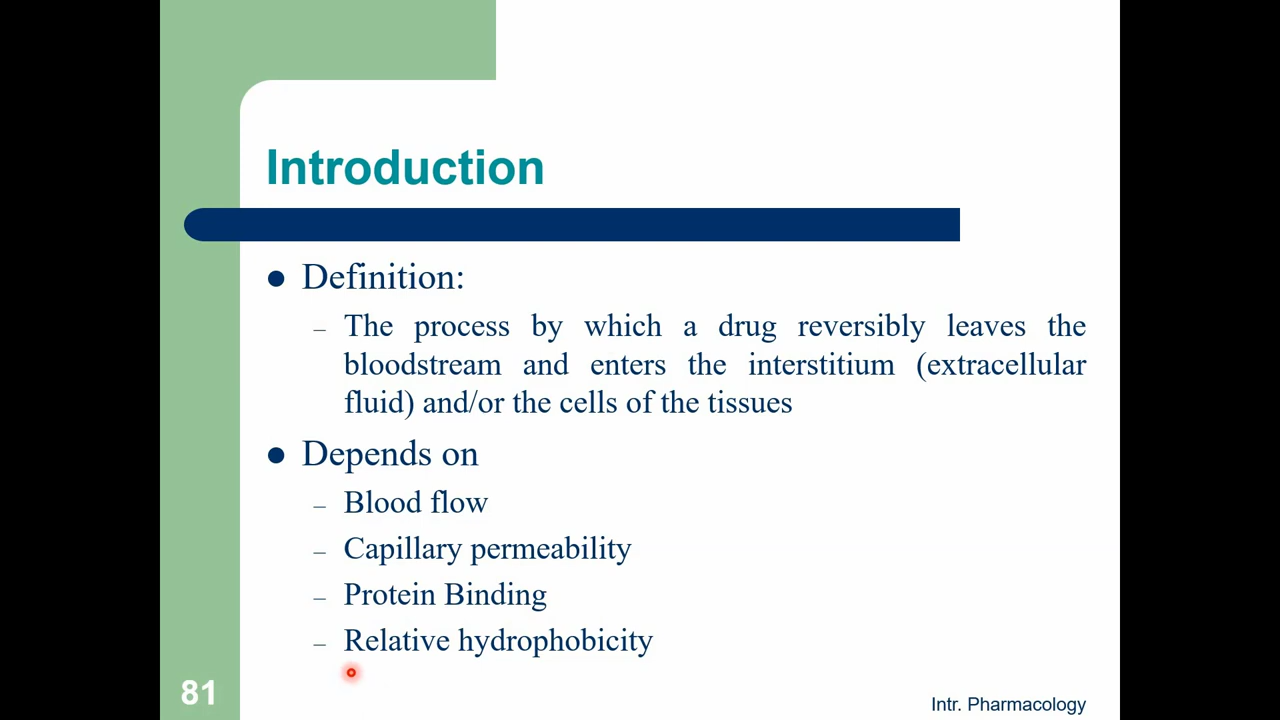 Introduction
Definition:
– The process by which a drug reversibly leaves the
bloodstream and enters the interstitium (extracellular
fluid) and/or the cells of the tissues
Depends on
– Blood flow
– Capillary permeability
– Protein Binding
– Relative hydrophobicity
81
Intr. Pharmacology